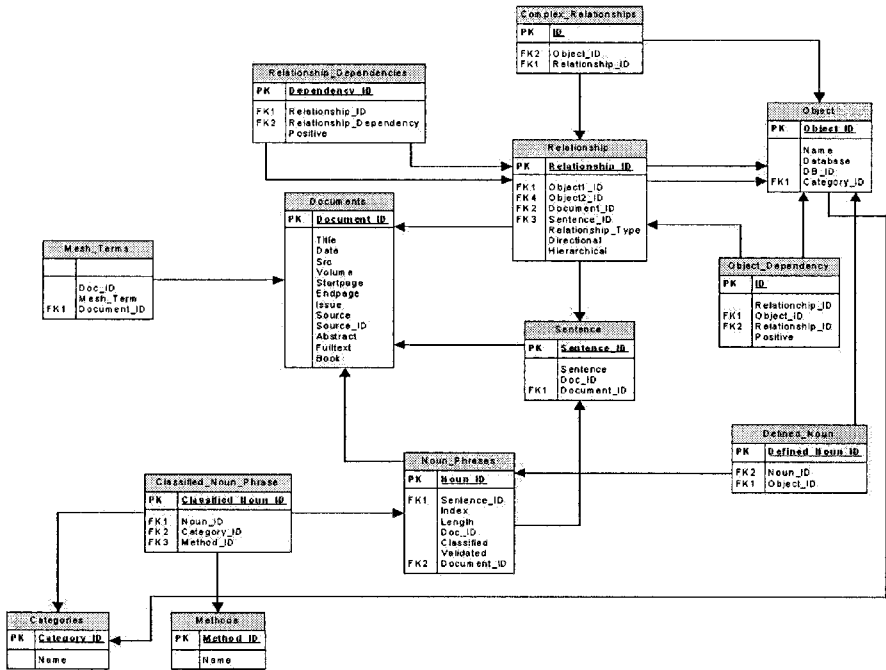 Complex_Relationships
PK ID
FK2 Object_ID
FK1 Relationship_ID
Relationship_Dependencies
PK Dependency_ID
FK1 Relationship_ID
FK2 Relationship_Dependency
Positive
Object
PK Object_ID
Name
Database
DB_ID
FK1 Category_ID
Relationship
PK Relationship_ID
FK1 Object1_ID
FK4 Object2_ID
FK2 Document_ID
FK3 Sentence_ID
Relationship_Type
Directional
Hierarchical
Documents
PK Document_ID
Title
Date
Src
Volume
Startpage
Endpage
Issue
Source
Source_ID
Abstract
Fulltext
Book
Mesh_Terms
Doc_ID
Mesh_Term
FK1 Document_ID
Object_Dependency
PK ID
Relationchip_ID
FK1 Object_ID
FK2 Relationship_ID
Positive
Sentence
PK Sentence_ID
Sentence
Doc_ID
FK1 Document_ID
Defined_Noun
PK Defined_Noun_ID
FK2 Noun_ID
FK1 Object_ID
Noun_Phrases
PK Noun_ID
FK1 Sentence_ID
Index
Length
Doc_ID
Classified
Validated
FK2 Document_ID
Classified_Noun_Phrase
PK Classified_Noun_ID
FK1 Noun_ID
FK2 Category_ID
FK3 Method_ID
Categories
PK Category_ID
Name
Methods
PK Method_ID
Name